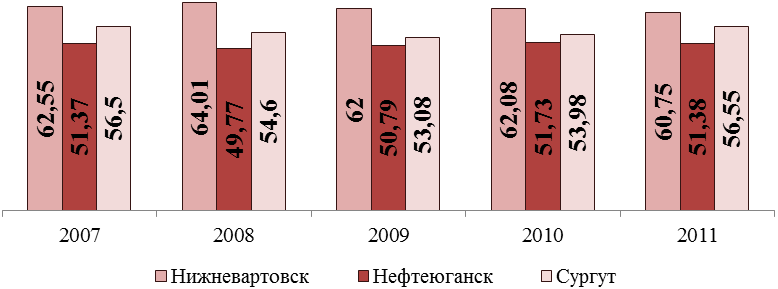 62,55 51,37 56,5 64,01 49,77 54,6 62 50,79 53,08 62,08 51,73 53,98 60,75 51,38 56,55
2007 2008 2009 2010 2011
Нижневартовск Нефтеюганск Сургут